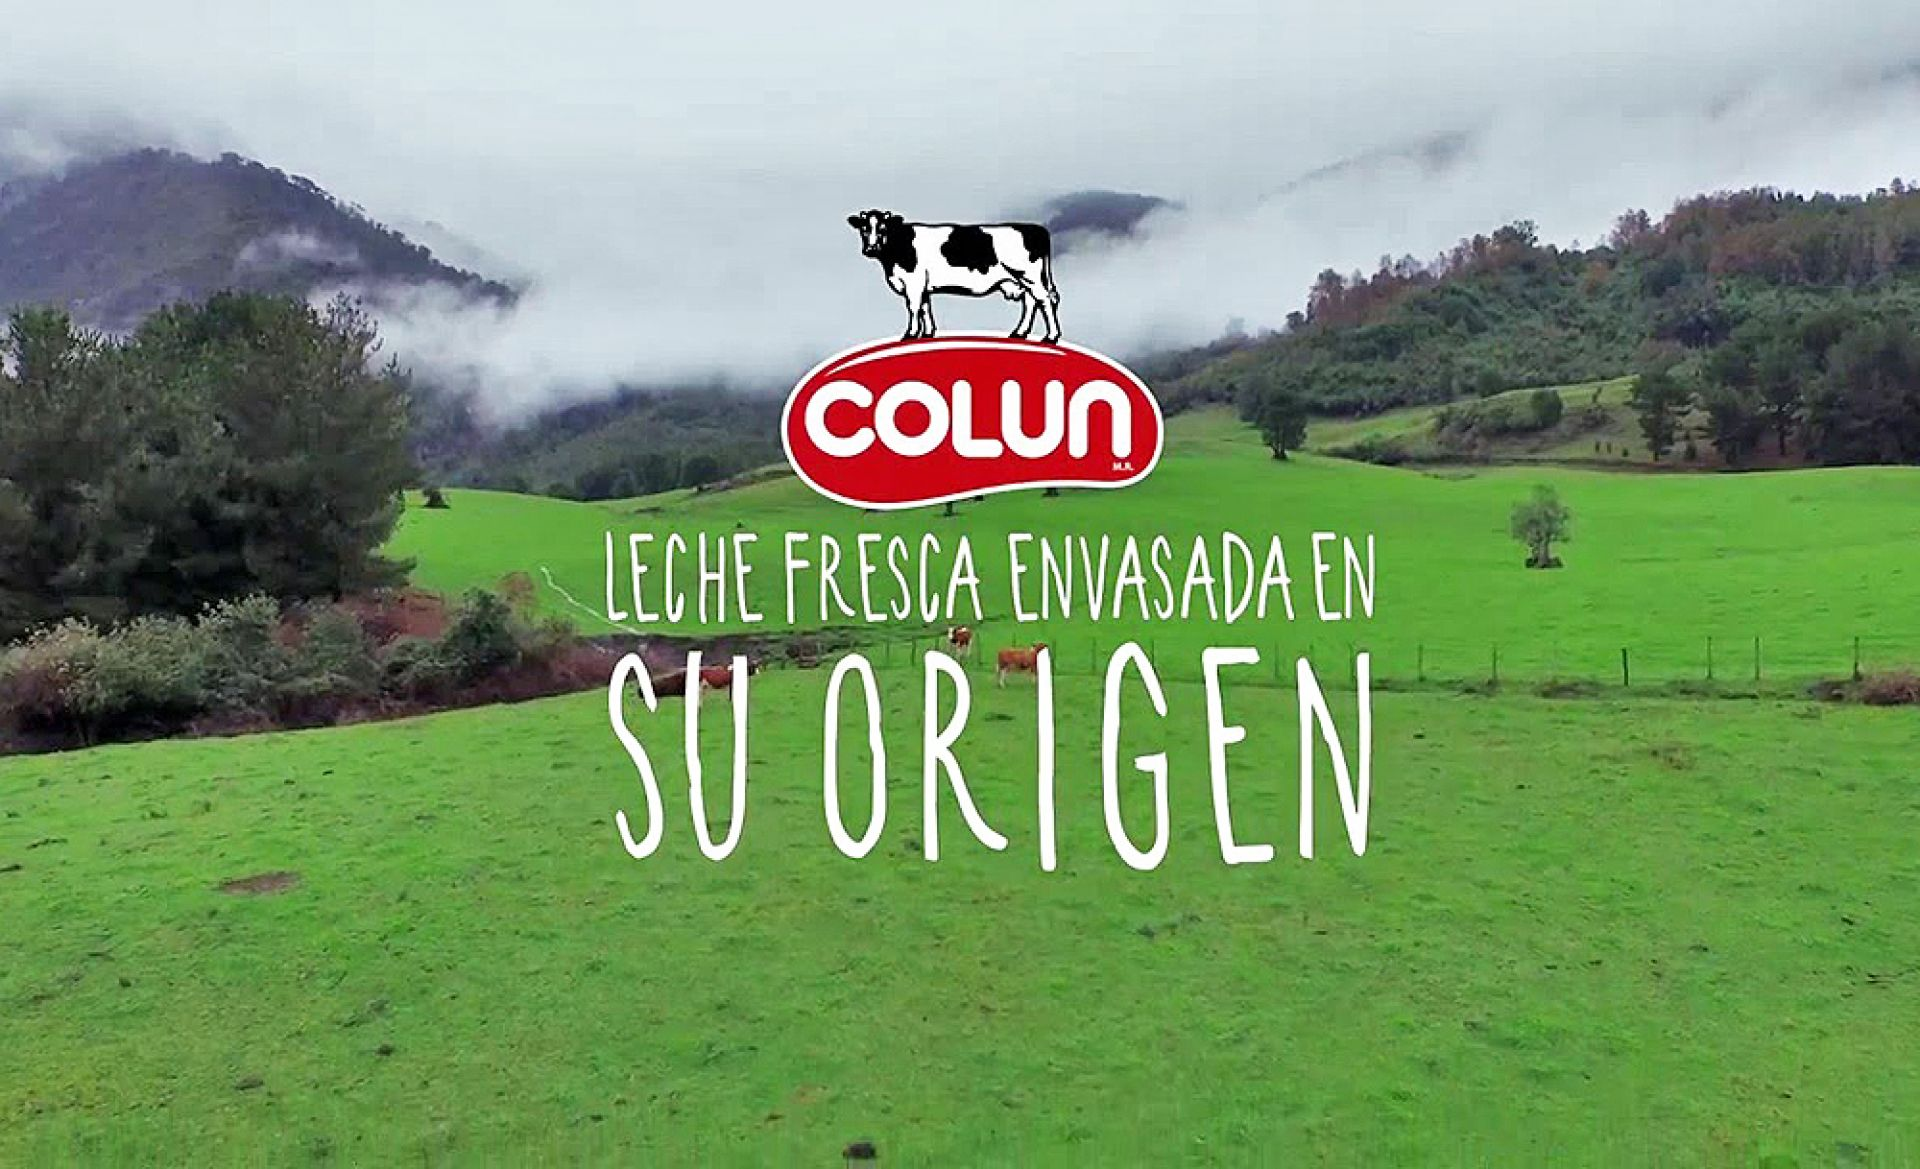 COLUN
M.R.
LECHE FRESCA ENVASADA EN
SU ORIGEN